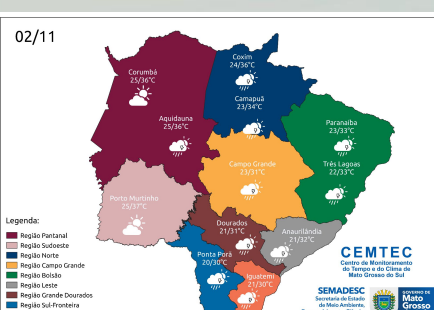 02/11
Coxim
24/36°C
Corumbá
25/36°C
Camapuã
23/34°C
Aquidauna
25/36°C
Paranaíba
23/33°C
Campo Grande
23/31°C
Três Lagoas
22/33°C
Porto Murtinho
25/37°C
Dourados
21/31°C
Anaurilândia
21/32°C
Ponta Porã
20/30°C
Iguatemi
21/30°C
Legenda:
Região Pantanal
Região Sudoeste
Região Norte
Região Campo Grande
Região Bolsão
Região Leste
Região Grande Dourados
Região Sul-Fronteira
CEMTEC
Centro de Monitoramento
do Tempo e do Clima de
Mato Grosso do Sul
SEMADESC
Secretaria de Estado
de Meio Ambiente,
GOVERNO DE
Mato
Grosso